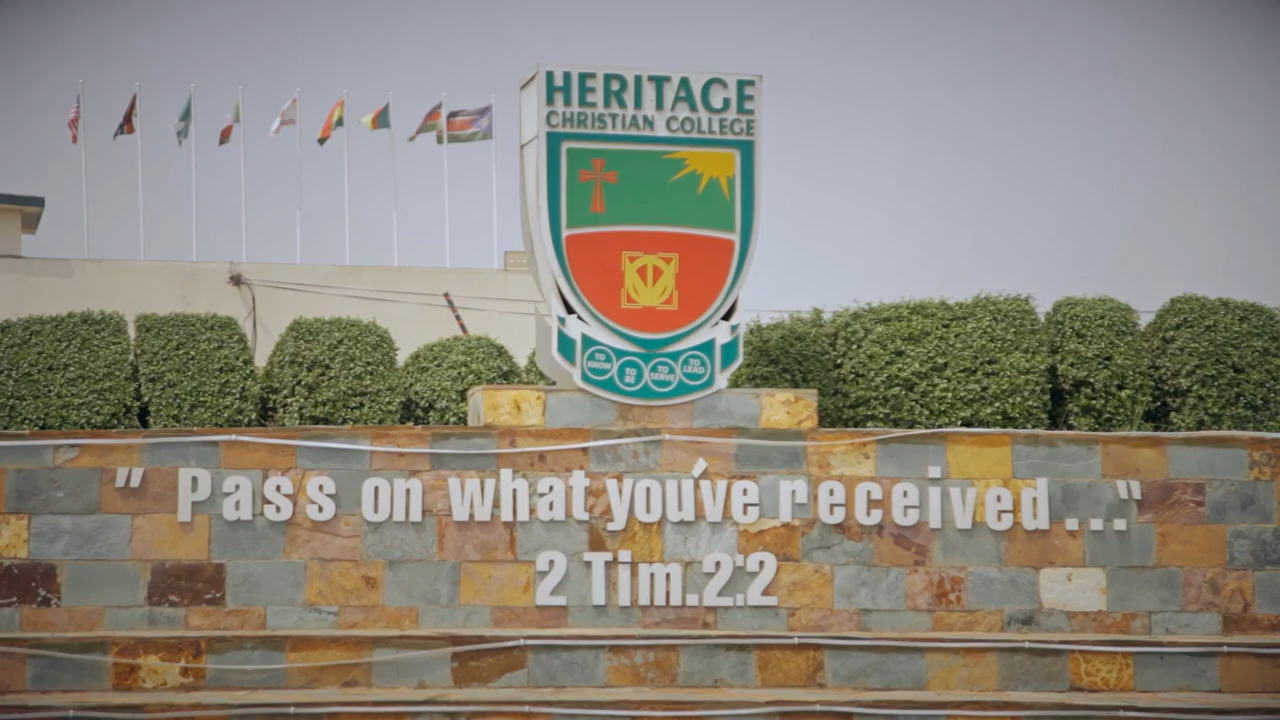 HERITAGE
CHRISTIAN COLLEGE
TO KNOW
TO BE
TO SERVE
TO LEAD
" Pass on what you've received ..."
2 Tim.2:2